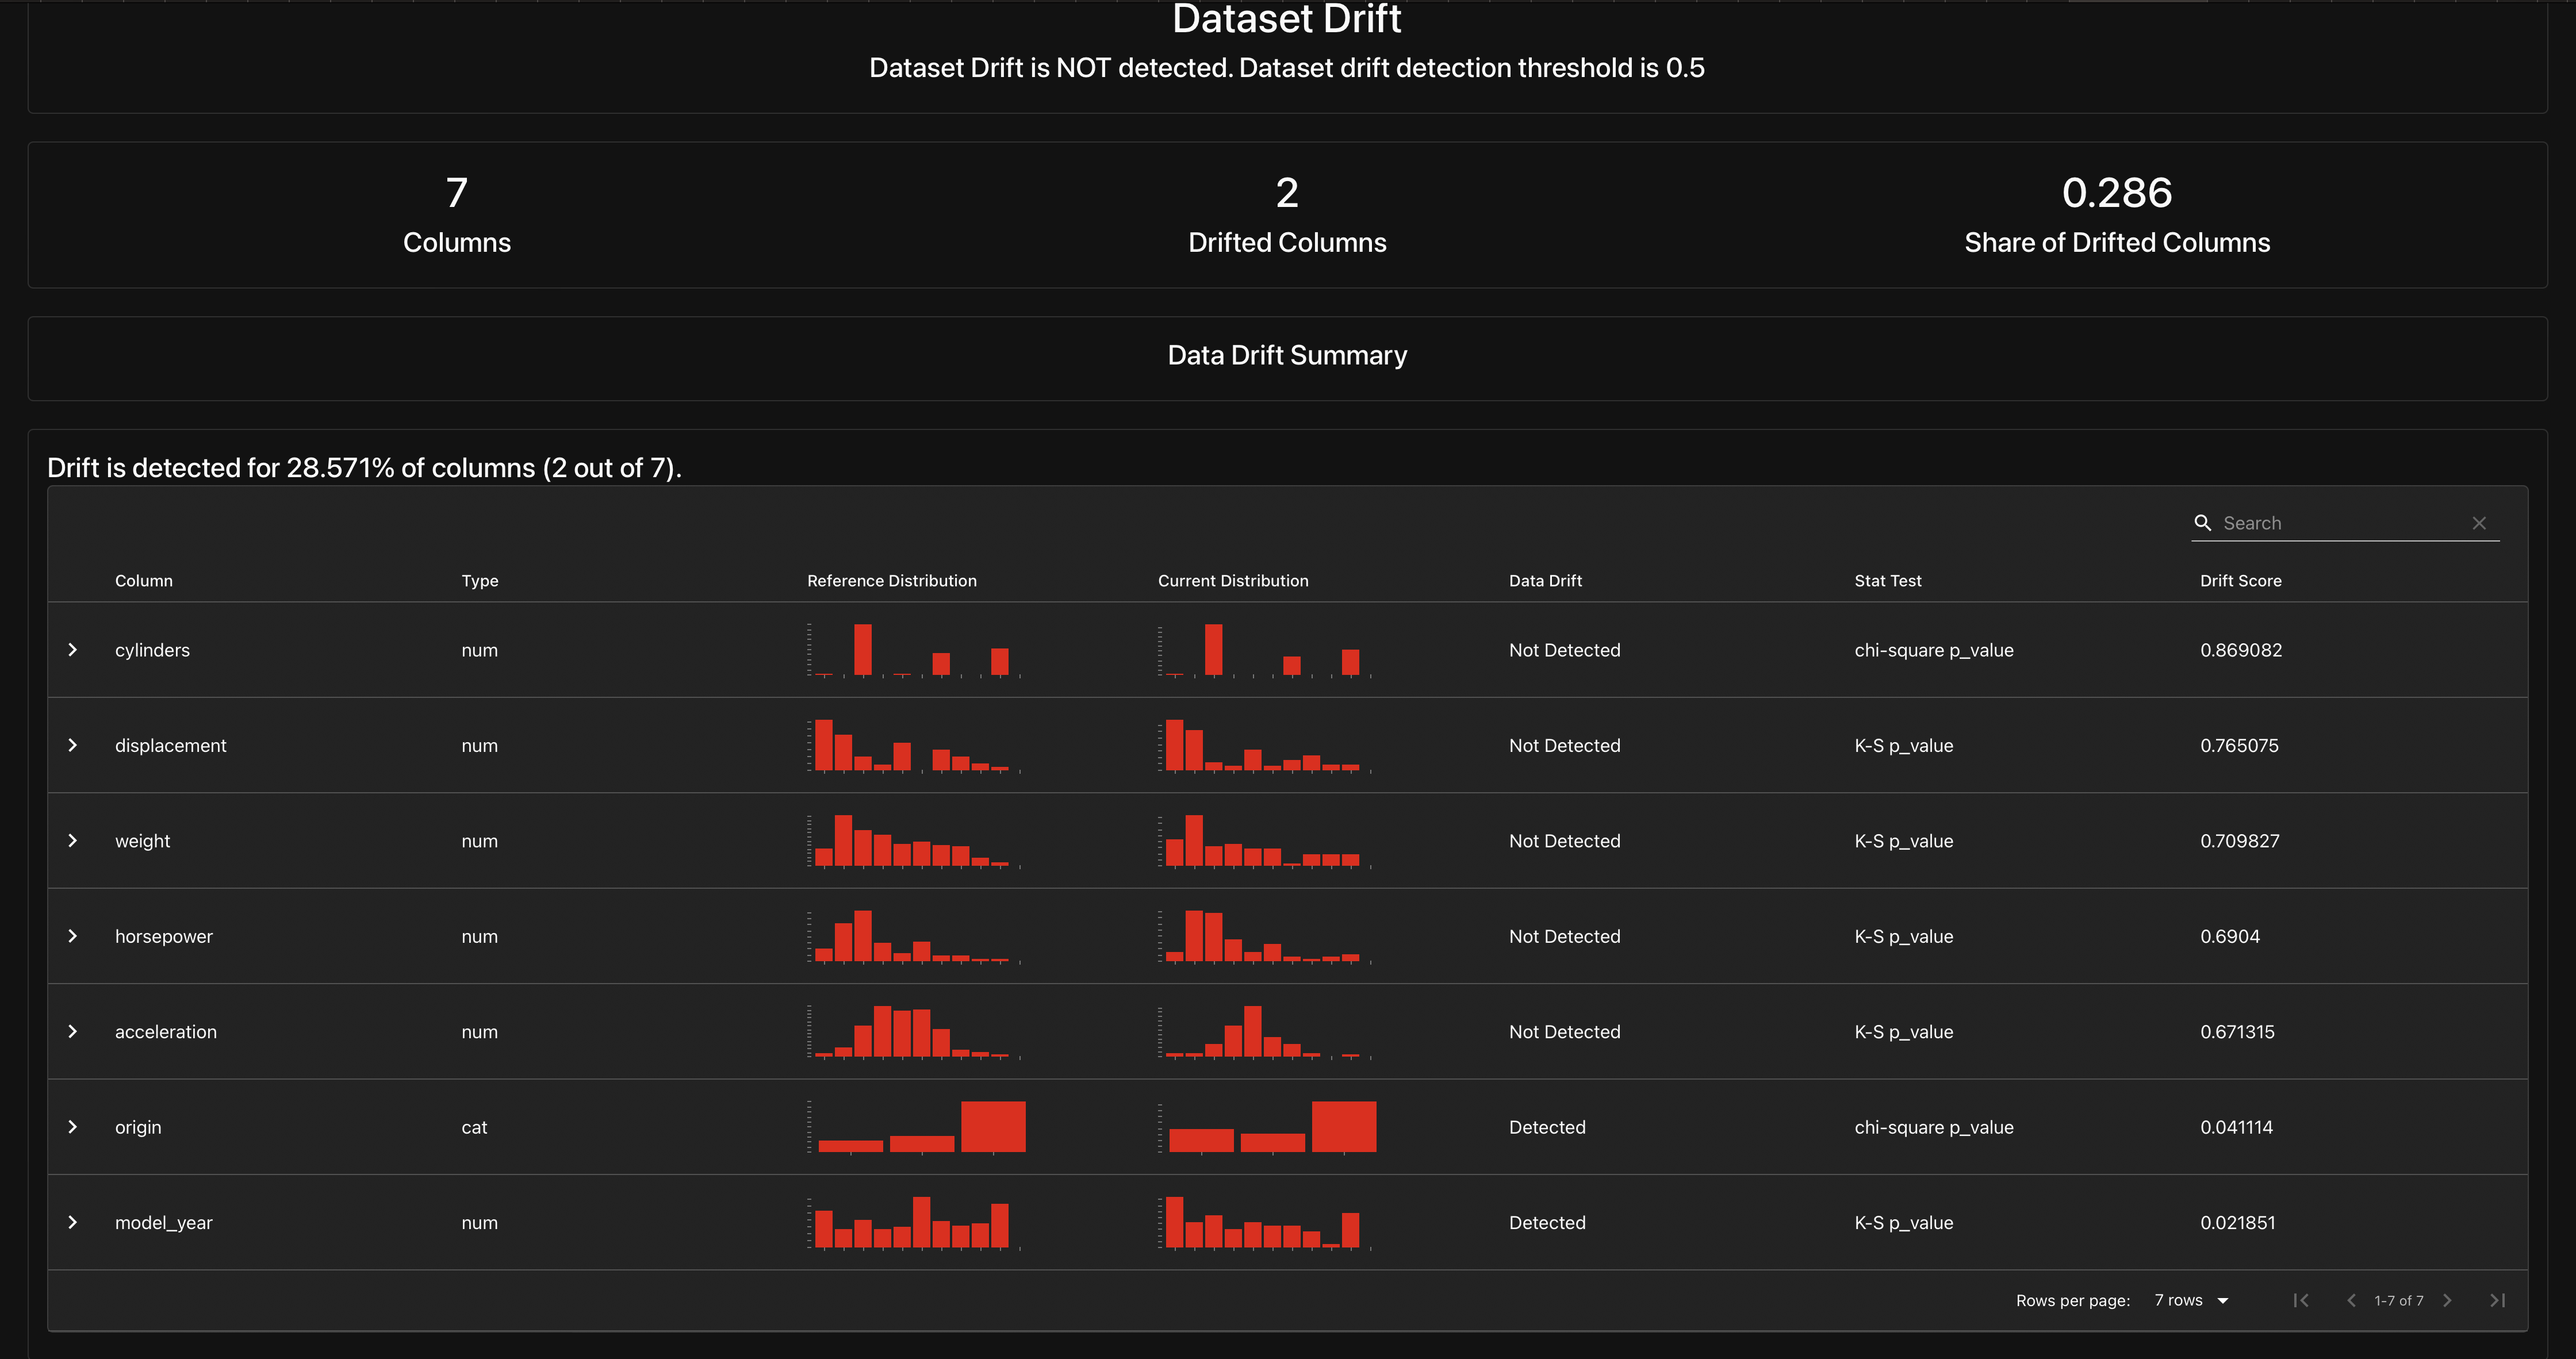 Dataset Drift
Dataset Drift is NOT detected. Dataset drift detection threshold is 0.5
7 2 0.286
Columns Drifted Columns Share of Drifted Columns
Data Drift Summary
Drift is detected for 28.571% of columns (2 out of 7).
Search
Column Type Reference Distribution Current Distribution Data Drift Stat Test Drift Score
cylinders num Not Detected chi-square p_value 0.869082
displacement num Not Detected K-S p_value 0.765075
weight num Not Detected K-S p_value 0.709827
horsepower num Not Detected K-S p_value 0.6904
acceleration num Not Detected K-S p_value 0.671315
origin cat Detected chi-square p_value 0.041114
model_year num Detected K-S p_value 0.021851
Rows per page: 7 rows 1-7 of 7